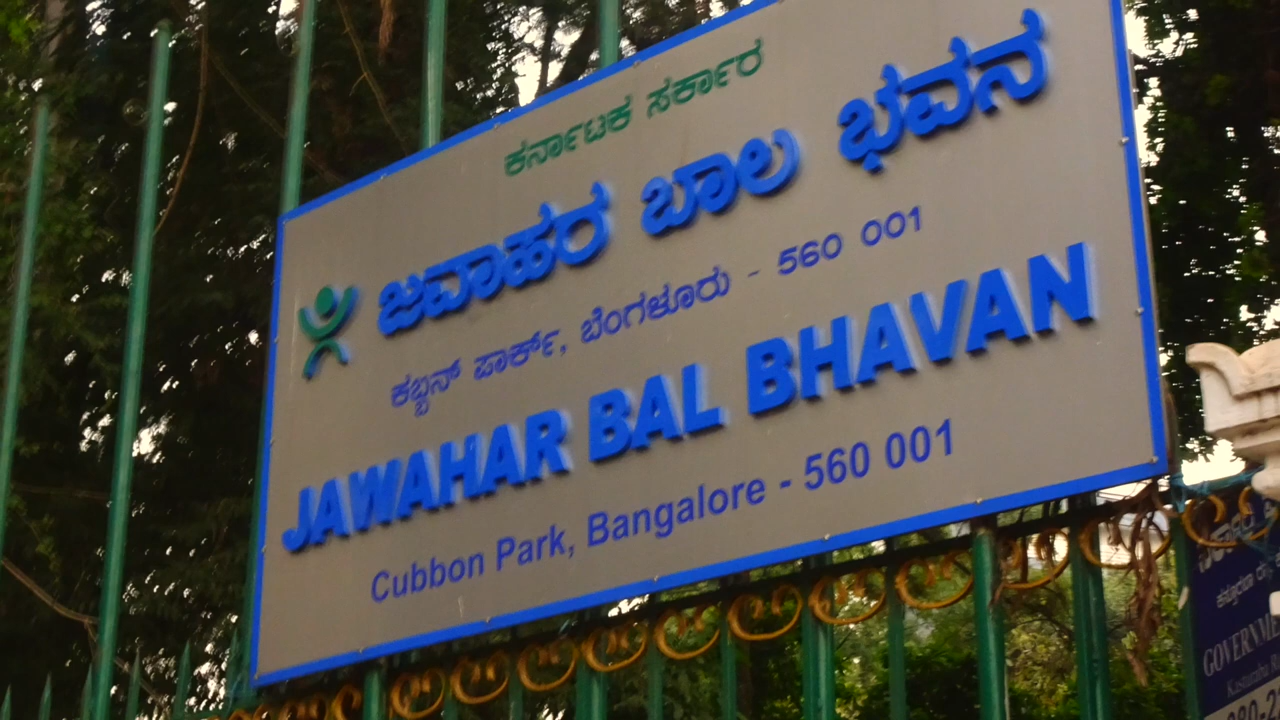 ಕರ್ನಾಟಕ ಸರ್ಕಾರ
ಜವಾಹರ ಬಾಲ ಭವನ
ಕಬ್ಬನ್ ಪಾರ್ಕ್, ಬೆಂಗಳೂರು - 560 001
JAWAHAR BAL BHAVAN
Cubbon Park, Bangalore - 560 001